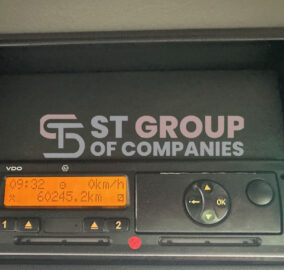 ST GROUP
OF COMPANIES
VDO
09:32 0km/h
60245.2km
1 2
OK